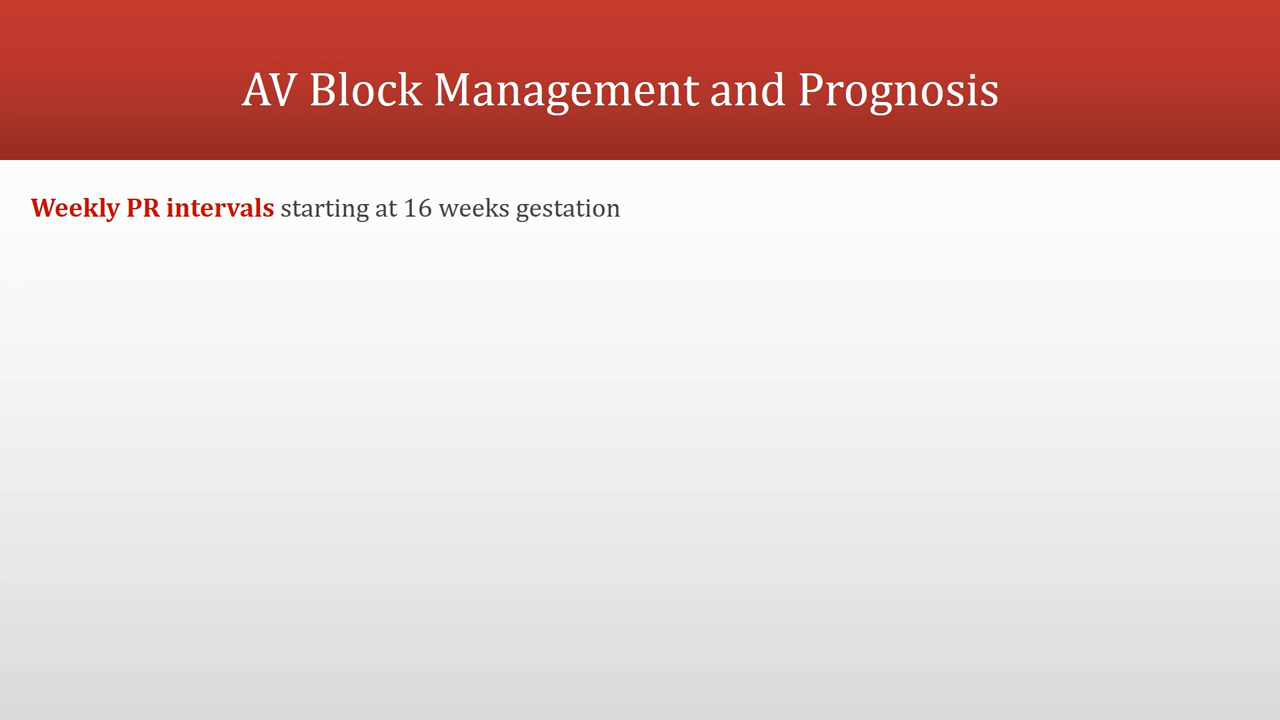 AV Block Management and Prognosis
Weekly PR intervals starting at 16 weeks gestation